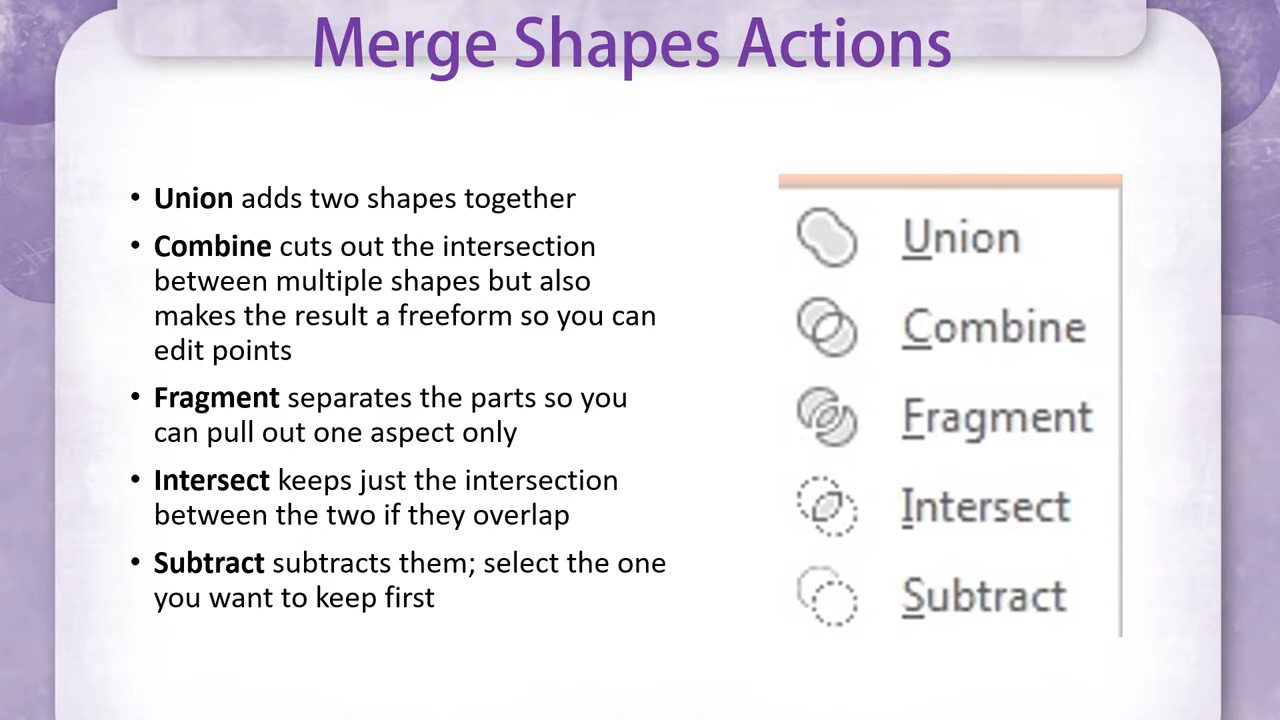 Merge Shapes Actions
• Union adds two shapes together
• Combine cuts out the intersection
between multiple shapes but also
makes the result a freeform so you can
edit points
• Fragment separates the parts so you
can pull out one aspect only
• Intersect keeps just the intersection
between the two if they overlap
• Subtract subtracts them; select the one
you want to keep first
Union
Combine
Fragment
Intersect
Subtract